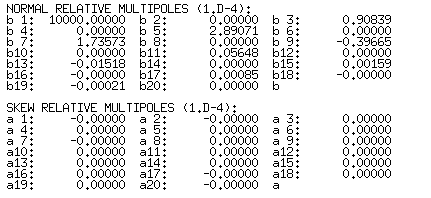 NORMAL RELATIVE MULTIPOLES (1.D-4):
b 1: 10000.00000 b 2: 0.00000 b 3: 0.90839
b 4: 0.00000 b 5: 2.89071 b 6: 0.00000
b 7: 1.73573 b 8: 0.00000 b 9: -0.39665
b10: 0.00000 b11: 0.05648 b12: 0.00000
b13: -0.01518 b14: 0.00000 b15: 0.00159
b16: -0.00000 b17: 0.00085 b18: -0.00000
b19: -0.00021 b20: 0.00000 b
SKEW RELATIVE MULTIPOLES (1.D-4):
a 1: -0.00000 a 2: -0.00000 a 3: 0.00000
a 4: 0.00000 a 5: -0.00000 a 6: 0.00000
a 7: -0.00000 a 8: 0.00000 a 9: 0.00000
a10: 0.00000 a11: 0.00000 a12: 0.00000
a13: 0.00000 a14: 0.00000 a15: 0.00000
a16: 0.00000 a17: -0.00000 a18: 0.00000
a19: 0.00000 a20: -0.00000 a